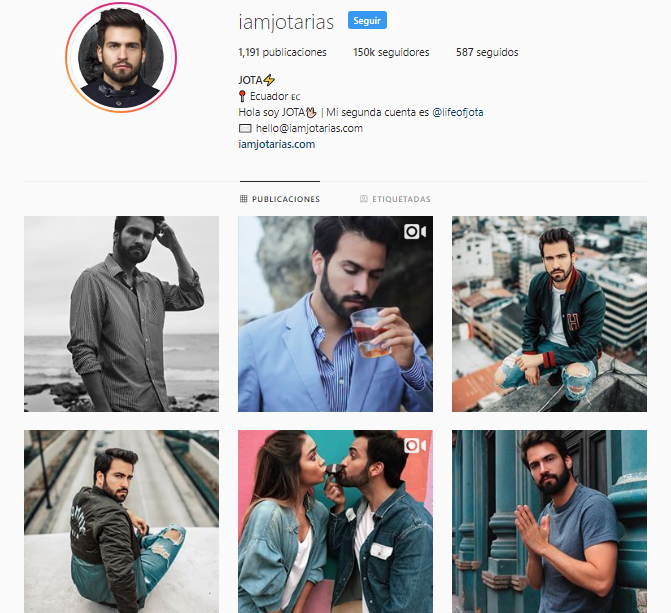 iamjotarias Seguir
1,191 publicaciones 150k seguidores 587 seguidos
JOTA⚡
📍 Ecuador EC
Hola soy JOTA🖐 | Mi segunda cuenta es @lifeofjota
✉ hello@iamjotarias.com
iamjotarias.com
PUBLICACIONES ETIQUETADAS
H